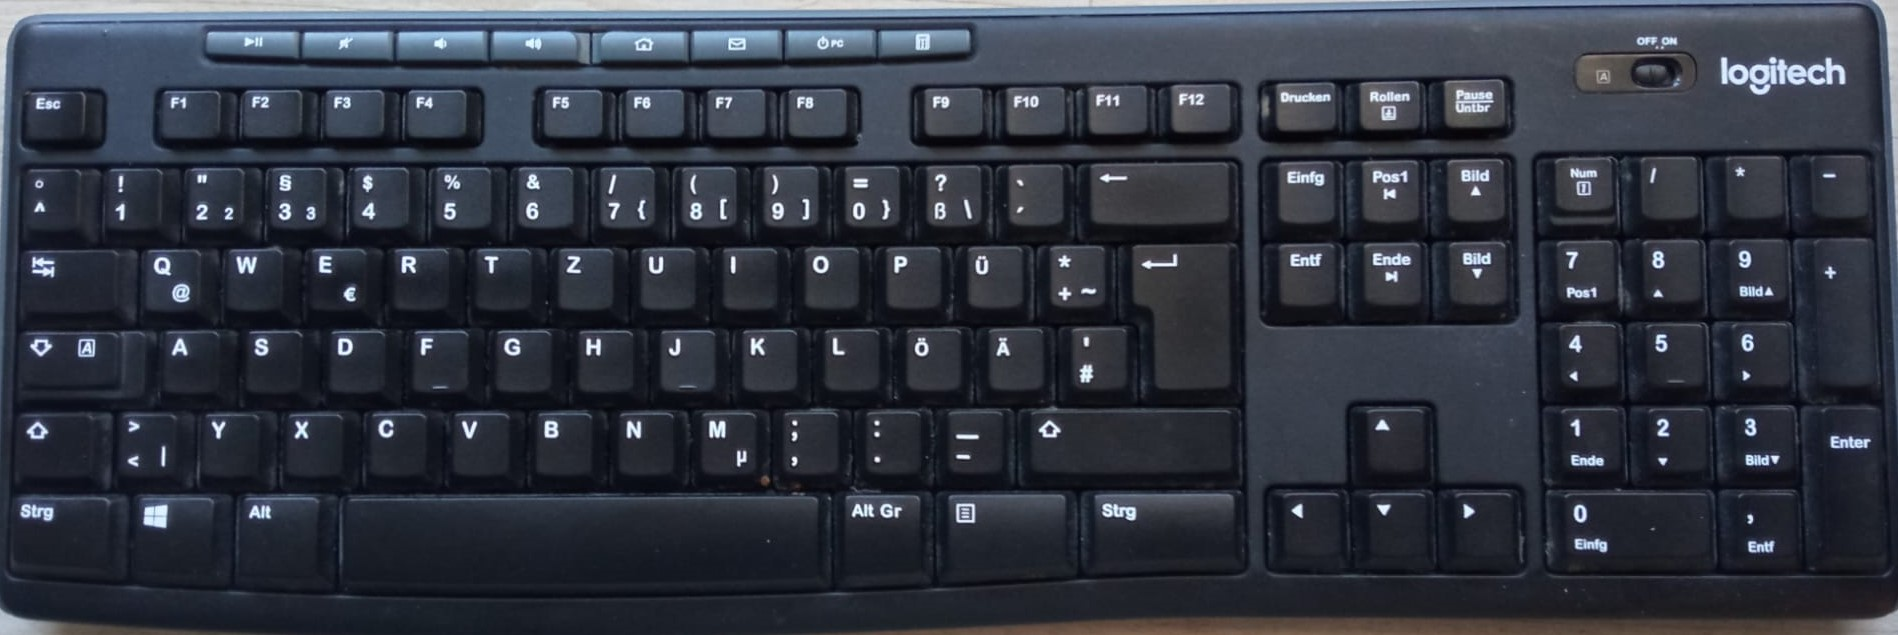 PC
OFF ON
A
logitech
Esc F1 F2 F3 F4 F5 F6 F7 F8 F9 F10 F11 F12 Drucken Rollen Pause
Untbr
° ! " § $ % & / ( ) = ? ` Einfg Pos1 Bild Num / * -
^ 1 2 2 3 3 4 5 6 7 { 8 [ 9 ] 0 } ß \ ´
Q W E R T Z U I O P Ü * Entf Ende Bild 7 8 9 +
@ € + ~ Pos1 Bild
A A S D F G H J K L Ö Ä ' 4 5 6
#
> Y X C V B N M ; : _ 1 2 3 Enter
< | µ , . - Ende Bild
Strg Alt Alt Gr Strg 0 ,
Einfg Entf